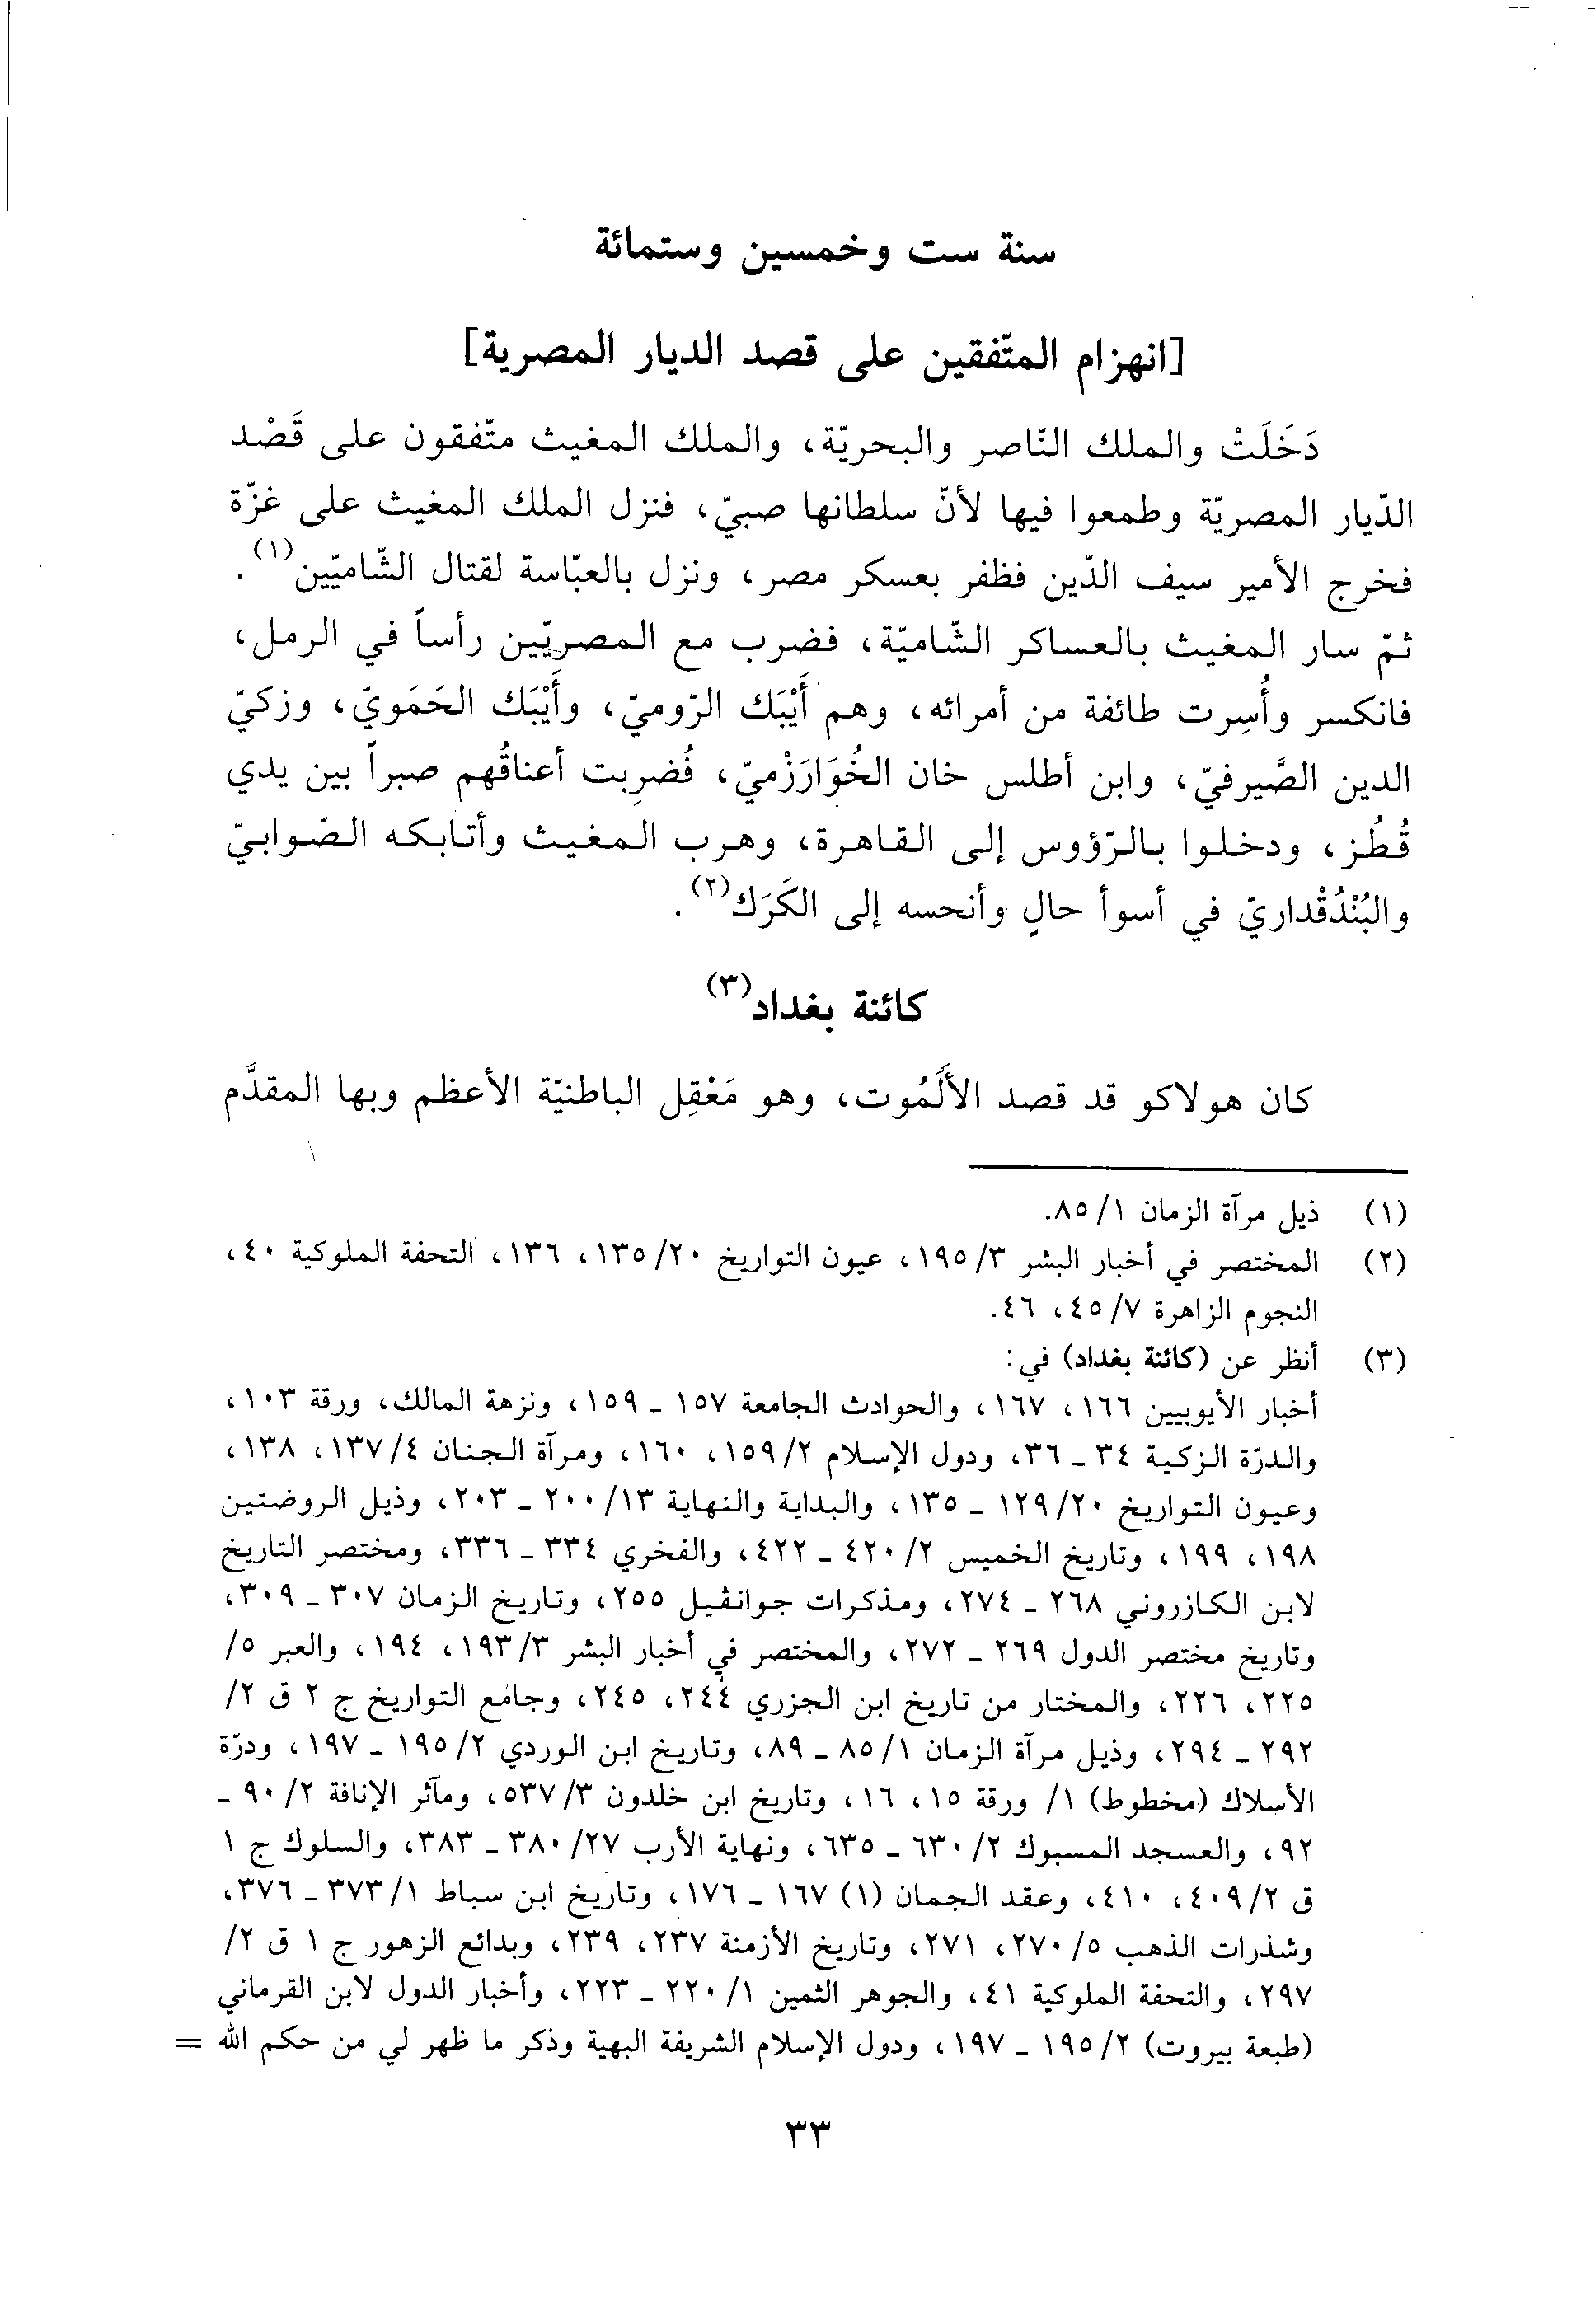 سنة ست وخمسين وستمائة
[انهزام المتّفقين على قصد الديار المصرية]
دَخَلَتْ والملك النّاصر والبحريّة، والملك المغيث متّفقون على قَصْد
الدّيار المصريّة وطمعوا فيها لأنّ سلطانها صبيّ، فنزل الملك المغيث على غزّة
فخرج الأمير سيف الدّين فظفر بعسكر مصر، ونزل بالعبّاسة لقتال الشّاميّين(١).
ثمّ سار المغيث بالعساكر الشّاميّة، فضرب مع المصريّين رأساً في الرمل،
فانكسر وأُسِرت طائفة من أمرائه، وهم أَيْبَك الرّوميّ، وأَيْبَك الحَمَويّ، وزكيّ
الدين الصَّيرفيّ، وابن أطلس خان الخُوَارَزْميّ، فُضرِبت أعناقُهم صبراً بين يدي
قُطُز، ودخلوا بالرّؤوس إلى القاهرة، وهرب المغيث وأتابكه الصّوابيّ
والبُنْدُقْداريّ في أسوأ حالٍ وأنحسه إلى الكَرَك(٢).
كائنة بغداد(٣)
كان هولاكو قد قصد الأَلَمُوت، وهو مَعْقِل الباطنيّة الأعظم وبها المقدَّم
(١) ذيل مرآة الزمان ١/ ٨٥.
(٢) المختصر في أخبار البشر ٣/ ١٩٥، عيون التواريخ ٢٠/ ١٣٥، ١٣٦، التحفة الملوكية ٤٠،
النجوم الزاهرة ٧/ ٤٥، ٤٦.
(٣) أنظر عن (كائنة بغداد) في:
أخبار الأيوبيين ١٦٦، ١٦٧، والحوادث الجامعة ١٥٧ ـ ١٥٩، ونزهة المالك، ورقة ١٠٣،
والدرّة الزكية ٣٤ ـ ٣٦، ودول الإسلام ٢/ ١٥٩، ١٦٠، ومرآة الجنان ٤/ ١٣٧، ١٣٨،
وعيون التواريخ ٢٠/ ١٢٩ ـ ١٣٥، والبداية والنهاية ١٣/ ٢٠٠ ـ ٢٠٣، وذيل الروضتين
١٩٨، ١٩٩، وتاريخ الخميس ٢/ ٤٢٠ ـ ٤٢٢، والفخري ٣٣٤ ـ ٣٣٦، ومختصر التاريخ
لابن الكازروني ٢٦٨ ـ ٢٧٤، ومذكرات جوانڤيل ٢٥٥، وتاريخ الزمان ٣٠٧ ـ ٣٠٩،
وتاريخ مختصر الدول ٢٦٩ ـ ٢٧٢، والمختصر في أخبار البشر ٣/ ١٩٣، ١٩٤، والعبر ٥/
٢٢٥، ٢٢٦، والمختار من تاريخ ابن الجزري ٢٤٤، ٢٤٥، وجامع التواريخ ج ٢ ق ٢/
٢٩٢ ـ ٢٩٤، وذيل مرآة الزمان ١/ ٨٥ ـ ٨٩، وتاريخ ابن الوردي ٢/ ١٩٥ ـ ١٩٧، ودرّة
الأسلاك (مخطوط) ١/ ورقة ١٥، ١٦، وتاريخ ابن خلدون ٣/ ٥٣٧، ومآثر الإنافة ٢/ ٩٠ ـ
٩٢، والعسجد المسبوك ٢/ ٦٣٠ ـ ٦٣٥، ونهاية الأرب ٢٧/ ٣٨٠ ـ ٣٨٣، والسلوك ج ١
ق ٢/ ٤٠٩، ٤١٠، وعقد الجمان (١) ١٦٧ ـ ١٧٦، وتاريخ ابن سباط ١/ ٣٧٣ ـ ٣٧٦،
وشذرات الذهب ٥/ ٢٧٠، ٢٧١، وتاريخ الأزمنة ٢٣٧، ٢٣٩، وبدائع الزهور ج ١ ق ٢/
٢٩٧، والتحفة الملوكية ٤١، والجوهر الثمين ١/ ٢٢٠ ـ ٢٢٣، وأخبار الدول لابن القرماني
(طبعة بيروت) ٢/ ١٩٥ ـ ١٩٧، ودول الإسلام الشريفة البهية وذكر ما ظهر لي من حكم الله =
٣٣